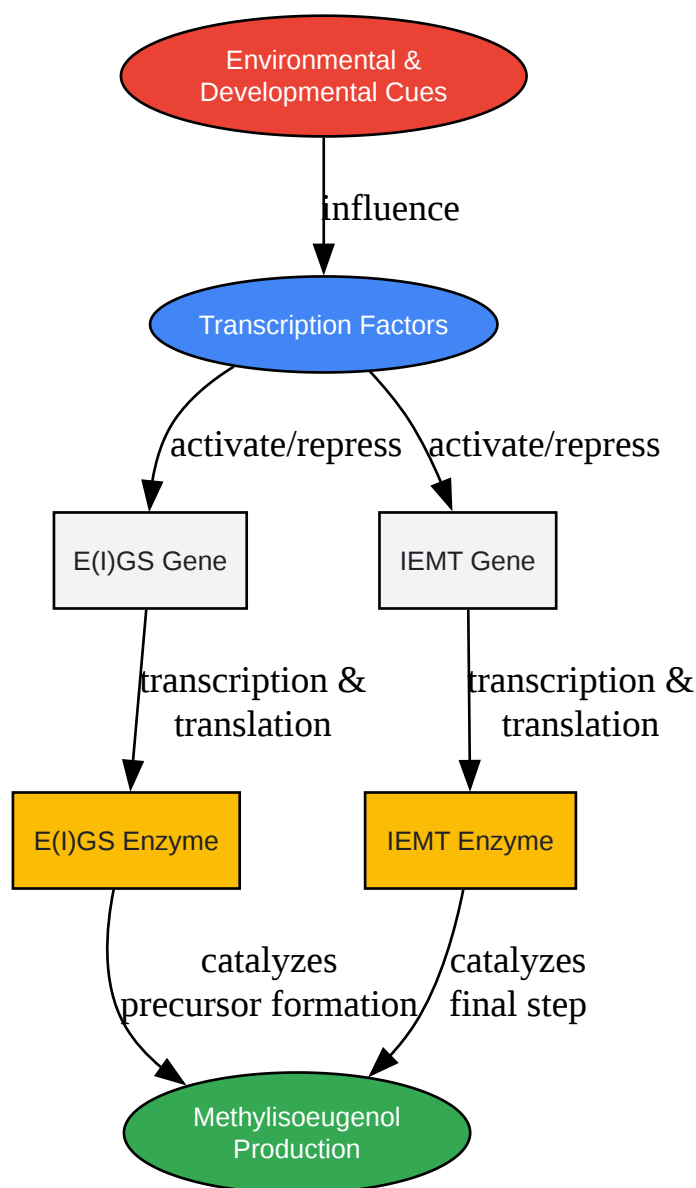 Environmental &
Developmental Cues
influence
Transcription Factors
activate/repress
activate/repress
E(I)GS Gene
IEMT Gene
transcription &
translation
transcription &
translation
E(I)GS Enzyme
IEMT Enzyme
catalyzes
precursor formation
catalyzes
final step
Methylisoeugenol
Production